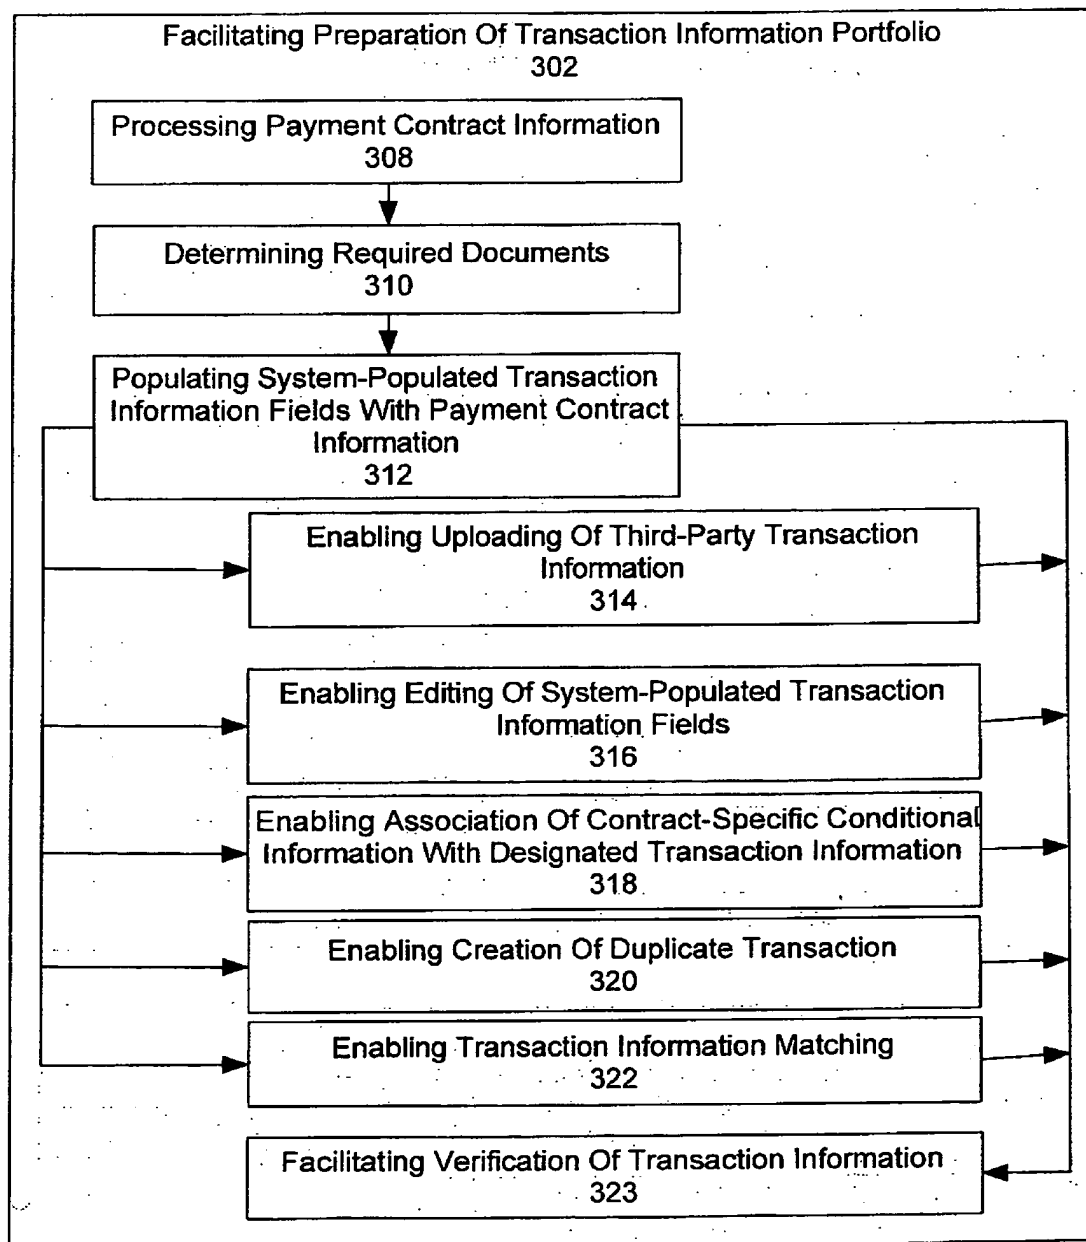 Facilitating Preparation Of Transaction Information Portfolio
302
Processing Payment Contract Information
308
Determining Required Documents
310
Populating System-Populated Transaction
Information Fields With Payment Contract
Information
312
Enabling Uploading Of Third-Party Transaction
Information
314
Enabling Editing Of System-Populated Transaction
Information Fields
316
Enabling Association Of Contract-Specific Conditional
Information With Designated Transaction Information
318
Enabling Creation Of Duplicate Transaction
320
Enabling Transaction Information Matching
322
Facilitating Verification Of Transaction Information
323